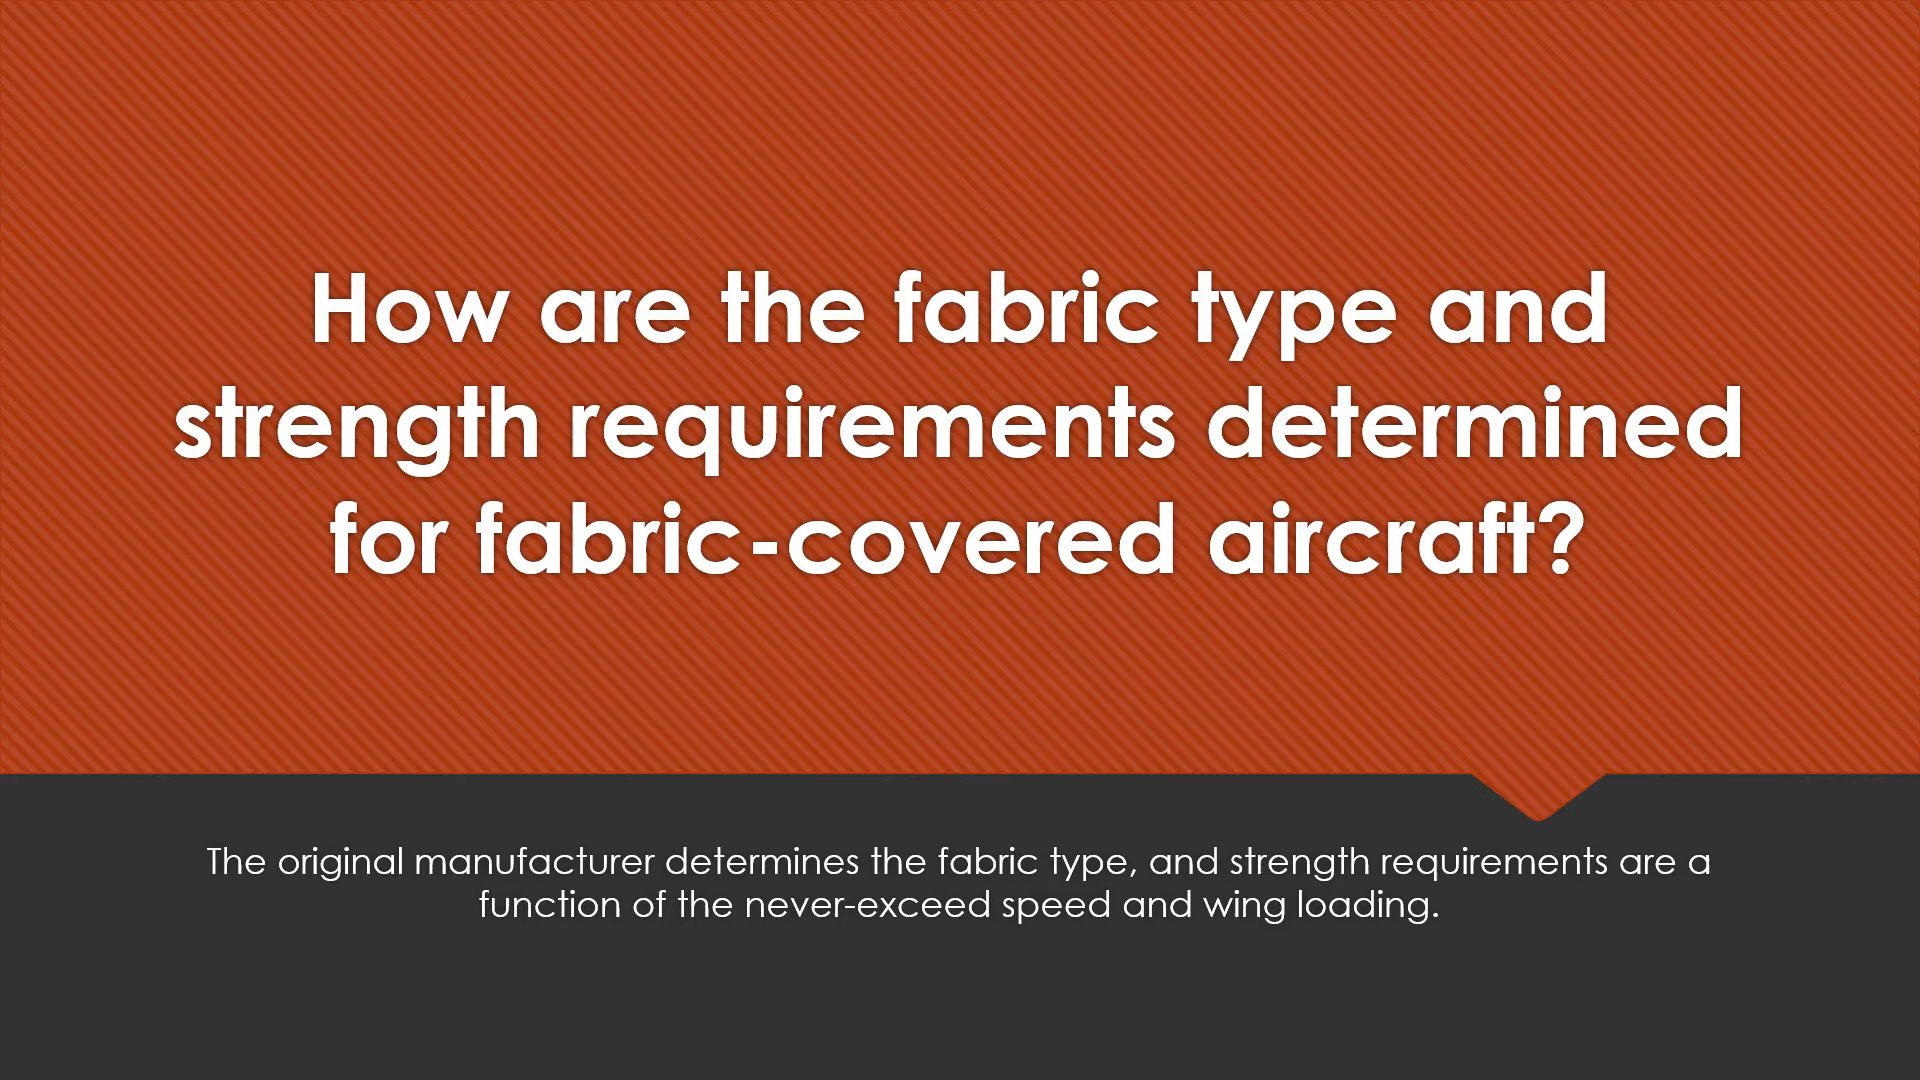 How are the fabric type and
strength requirements determined
for fabric-covered aircraft?
The original manufacturer determines the fabric type, and strength requirements are a
function of the never-exceed speed and wing loading.